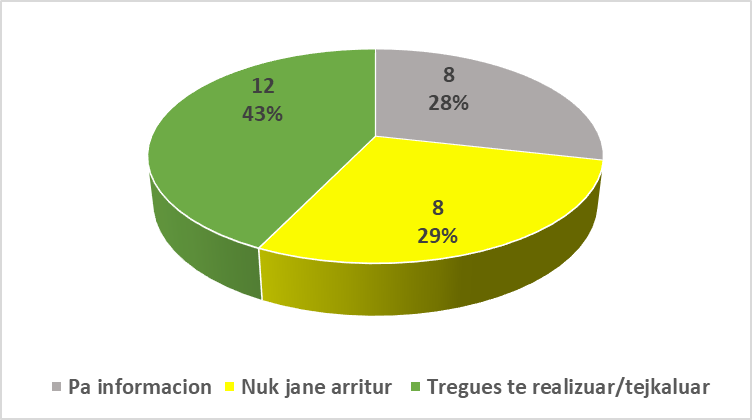 12
43%
8
28%
8
29%
Pa informacion
Nuk jane arritur
Tregues te realizuar/tejkaluar